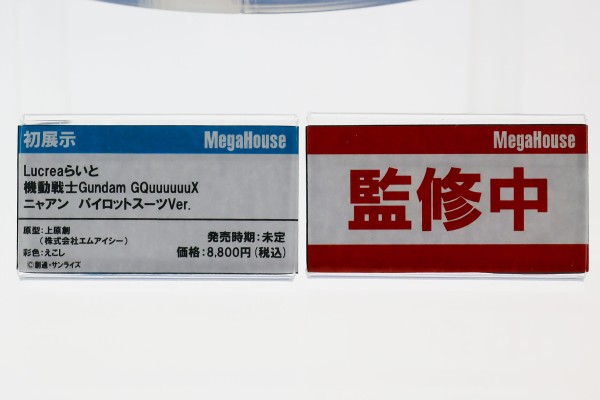 初展示 MegaHouse
Lucreaらいと
機動戦士Gundam GQuuuuuuX
ニャアン パイロットスーツVer.
原型:上原創
(株式会社エムアイシー)
彩色:えこし
©創通・サンライズ
発売時期:未定
価格:8,800円(税込)
MegaHouse
監修中